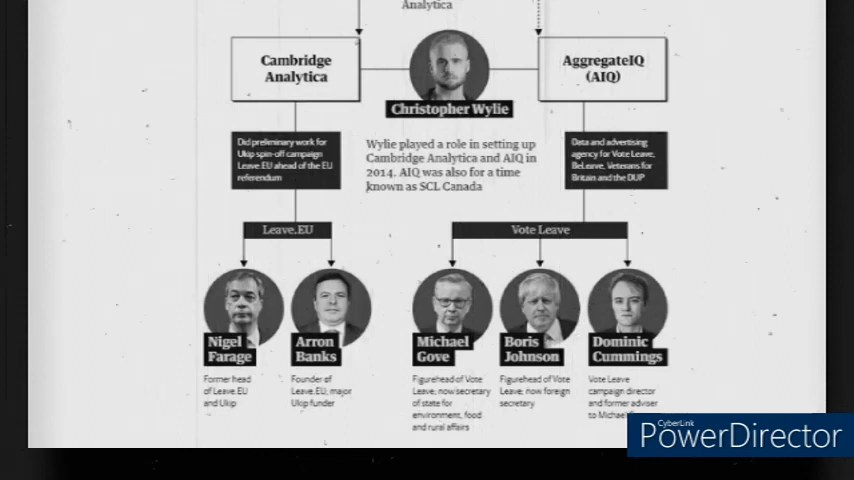 Analytica
Cambridge
Analytica
AggregateIQ
(AIQ)
Christopher Wylie
Did preliminary work for
Ukip spin-off campaign
Leave.EU ahead of the EU
referendum
Wylie played a role in setting up
Cambridge Analytica and AIQ in
2014. AIQ was also for a time
known as SCL Canada
Data and advertising
agency for Vote Leave,
BeLeave, Veterans for
Britain and the DUP
Leave.EU
Vote Leave
Nigel
Farage
Arron
Banks
Michael
Gove
Boris
Johnson
Dominic
Cummings
Former head
of Leave.EU
and Ukip
Founder of
Leave.EU; major
Ukip funder
Figurehead of Vote
Leave; now secretary
of state for
environment, food
and rural affairs
Figurehead of Vote
Leave; now foreign
secretary
Vote Leave
campaign director
and former adviser
to Michael
CyberLink
PowerDirector